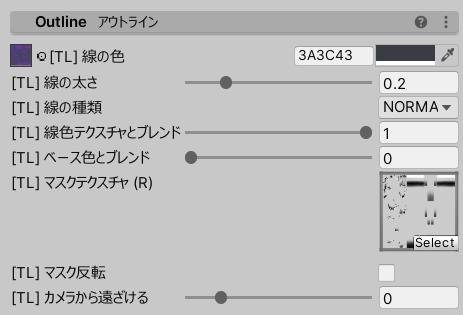 Outline アウトライン
[TL] 線の色 3A3C43
[TL] 線の太さ 0.2
[TL] 線の種類 NORMA
[TL] 線色テクスチャとブレンド 1
[TL] ベース色とブレンド 0
[TL] マスクテクスチャ (R)
Select
[TL] マスク反転
[TL] カメラから遠ざける 0